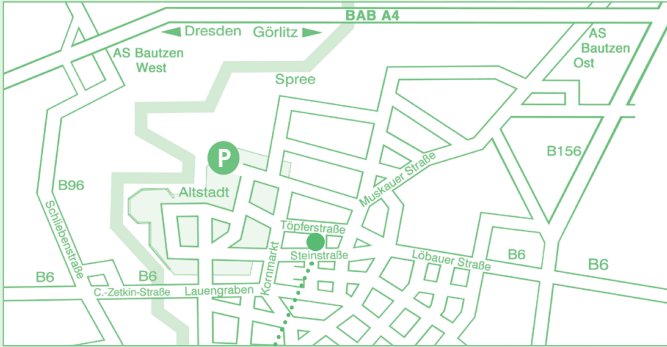 BAB A4
Dresden Görlitz
AS Bautzen
West
AS
Bautzen
Ost
Spree
P
B156
Muskauer Straße
B96
Altstadt
Schliebenstraße
Töpferstraße
Steinstraße
Kornmarkt
Löbauer Straße
B6
B6
B6
B6
C.-Zetkin-Straße
Lauengraben